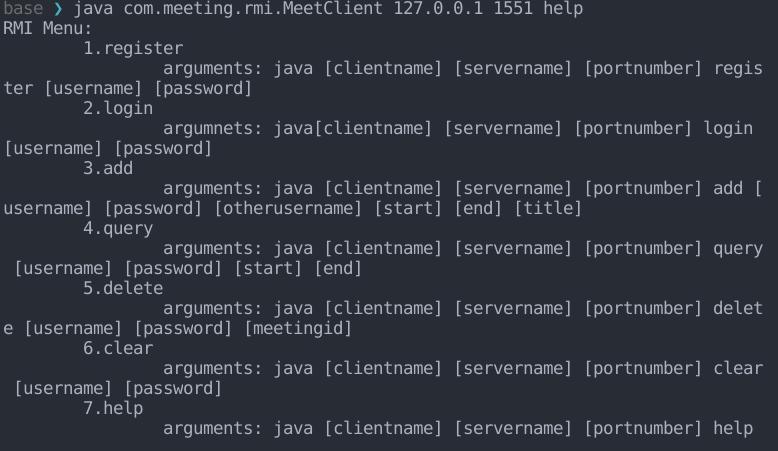 base ❯ java com.meeting.rmi.MeetClient 127.0.0.1 1551 help
RMI Menu:
        1.register
                arguments: java [clientname] [servername] [portnumber] regis
ter [username] [password]
        2.login
                argumnets: java[clientname] [servername] [portnumber] login 
[username] [password]
        3.add
                arguments: java [clientname] [servername] [portnumber] add [
username] [password] [otherusername] [start] [end] [title]
        4.query
                arguments: java [clientname] [servername] [portnumber] query
 [username] [password] [start] [end]
        5.delete
                arguments: java [clientname] [servername] [portnumber] delet
e [username] [password] [meetingid]
        6.clear
                arguments: java [clientname] [servername] [portnumber] clear
 [username] [password]
        7.help
                arguments: java [clientname] [servername] [portnumber] help